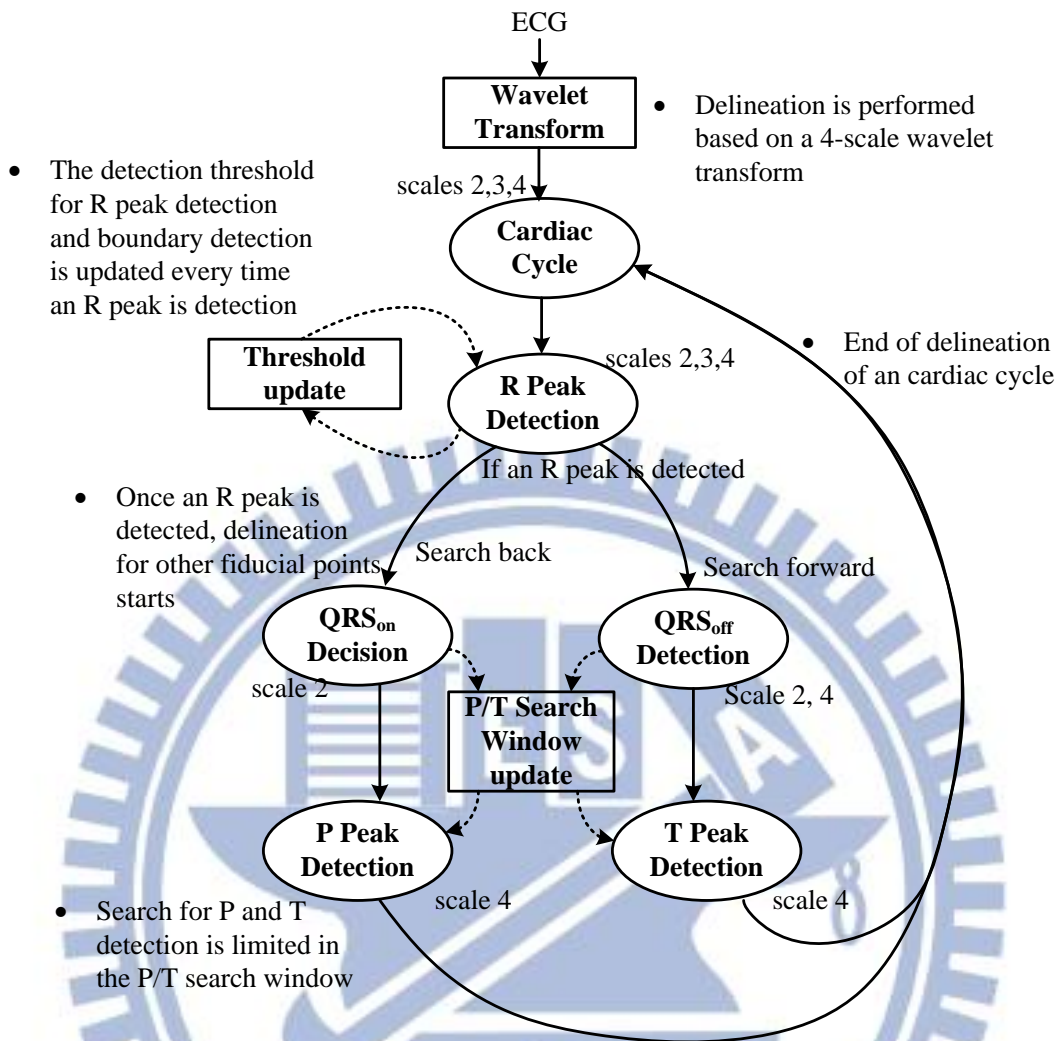 ECG
Wavelet
Transform
• Delineation is performed
based on a 4-scale wavelet
transform
• The detection threshold
for R peak detection
and boundary detection
is updated every time
an R peak is detection
scales 2,3,4
Cardiac
Cycle
Threshold
update
scales 2,3,4
R Peak
Detection
• End of delineation
of an cardiac cycle
If an R peak is detected
• Once an R peak is
detected, delineation
for other fiducial points
starts
Search back
Search forward
QRSon
Decision
scale 2
QRSoff
Detection
Scale 2, 4
P/T Search
Window
update
P Peak
Detection
scale 4
T Peak
Detection
scale 4
• Search for P and T
detection is limited in
the P/T search window
E S
A
8